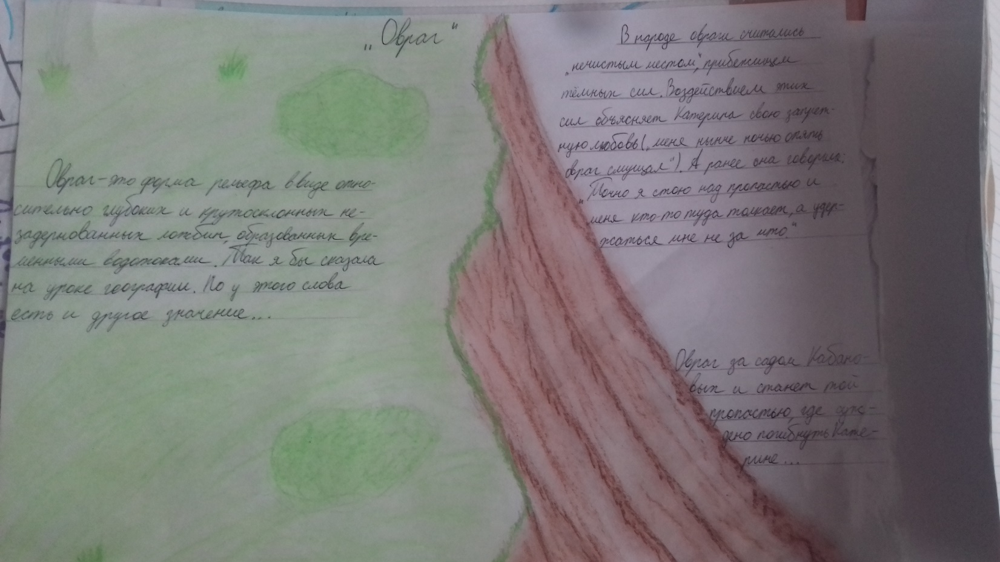 „Овраг“
Овраг-это форма рельефа в виде отно-
сительно глубоких и крутосклонных не-
задернованных ложбин, образованных вре-
менными водотоками. Так я бы сказала
на уроке географии. Но у этого слова
есть и другое значение...
В народе овраги считались
„нечистым местом“, прибежищем
тёмных сил. Воздействием этих
сил объясняет Катерина свою запрет-
ную любовь(„меня нынче ночью опять
враг смущал“). А ранее она говорила:
„Точно я стою над пропастью и
меня кто-то туда толкает, а удер-
жаться мне не за что.“
Овраг за садом Кабано-
вых и станет той
пропастью, где суж-
дено погибнуть Кате-
рине...